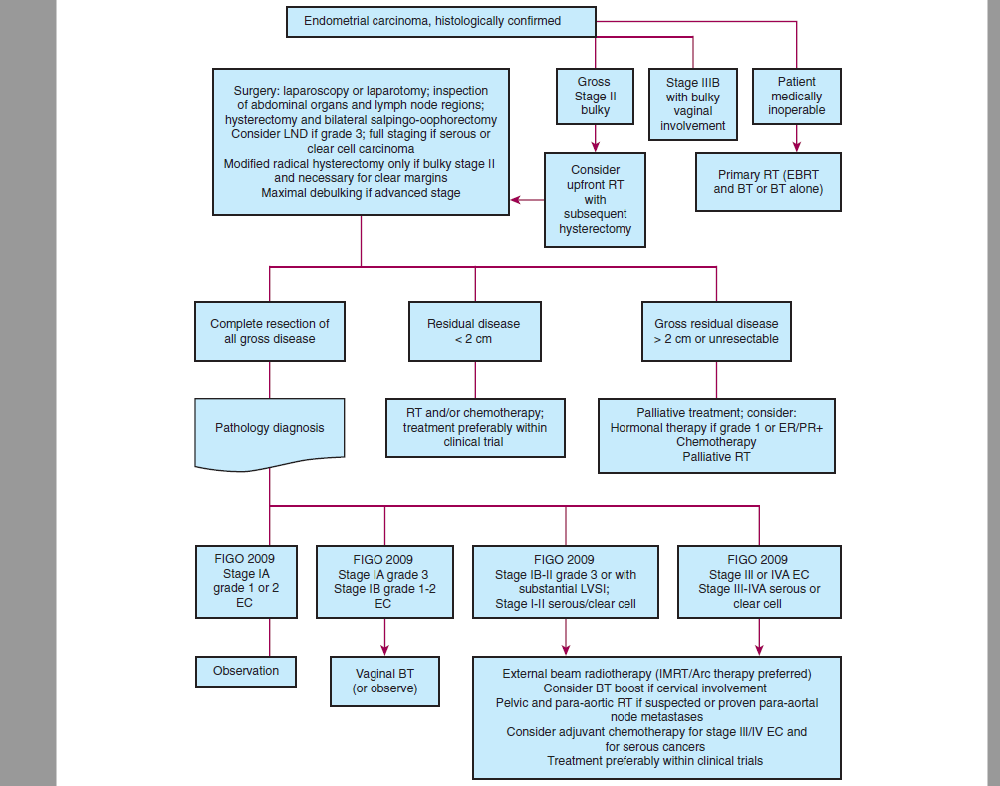 Endometrial carcinoma, histologically confirmed
Surgery: laparoscopy or laparotomy; inspection
of abdominal organs and lymph node regions;
hysterectomy and bilateral salpingo-oophorectomy
Consider LND if grade 3; full staging if serous or
clear cell carcinoma
Modified radical hysterectomy only if bulky stage II
and necessary for clear margins
Maximal debulking if advanced stage
Gross
Stage II
bulky
Stage IIIB
with bulky
vaginal
involvement
Patient
medically
inoperable
Consider
upfront RT
with
subsequent
hysterectomy
Primary RT (EBRT
and BT or BT alone)
Complete resection of
all gross disease
Residual disease
< 2 cm
Gross residual disease
> 2 cm or unresectable
Pathology diagnosis
RT and/or chemotherapy;
treatment preferably within
clinical trial
Palliative treatment; consider:
Hormonal therapy if grade 1 or ER/PR+
Chemotherapy
Palliative RT
FIGO 2009
Stage IA
grade 1 or 2
EC
FIGO 2009
Stage IA grade 3
Stage IB grade 1-2
EC
FIGO 2009
Stage IB-II grade 3 or with
substantial LVSI;
Stage I-II serous/clear cell
FIGO 2009
Stage III or IVA EC
Stage III-IVA serous or
clear cell
Observation
Vaginal BT
(or observe)
External beam radiotherapy (IMRT/Arc therapy preferred)
Consider BT boost if cervical involvement
Pelvic and para-aortic RT if suspected or proven para-aortal
node metastases
Consider adjuvant chemotherapy for stage III/IV EC and
for serous cancers
Treatment preferably within clinical trials